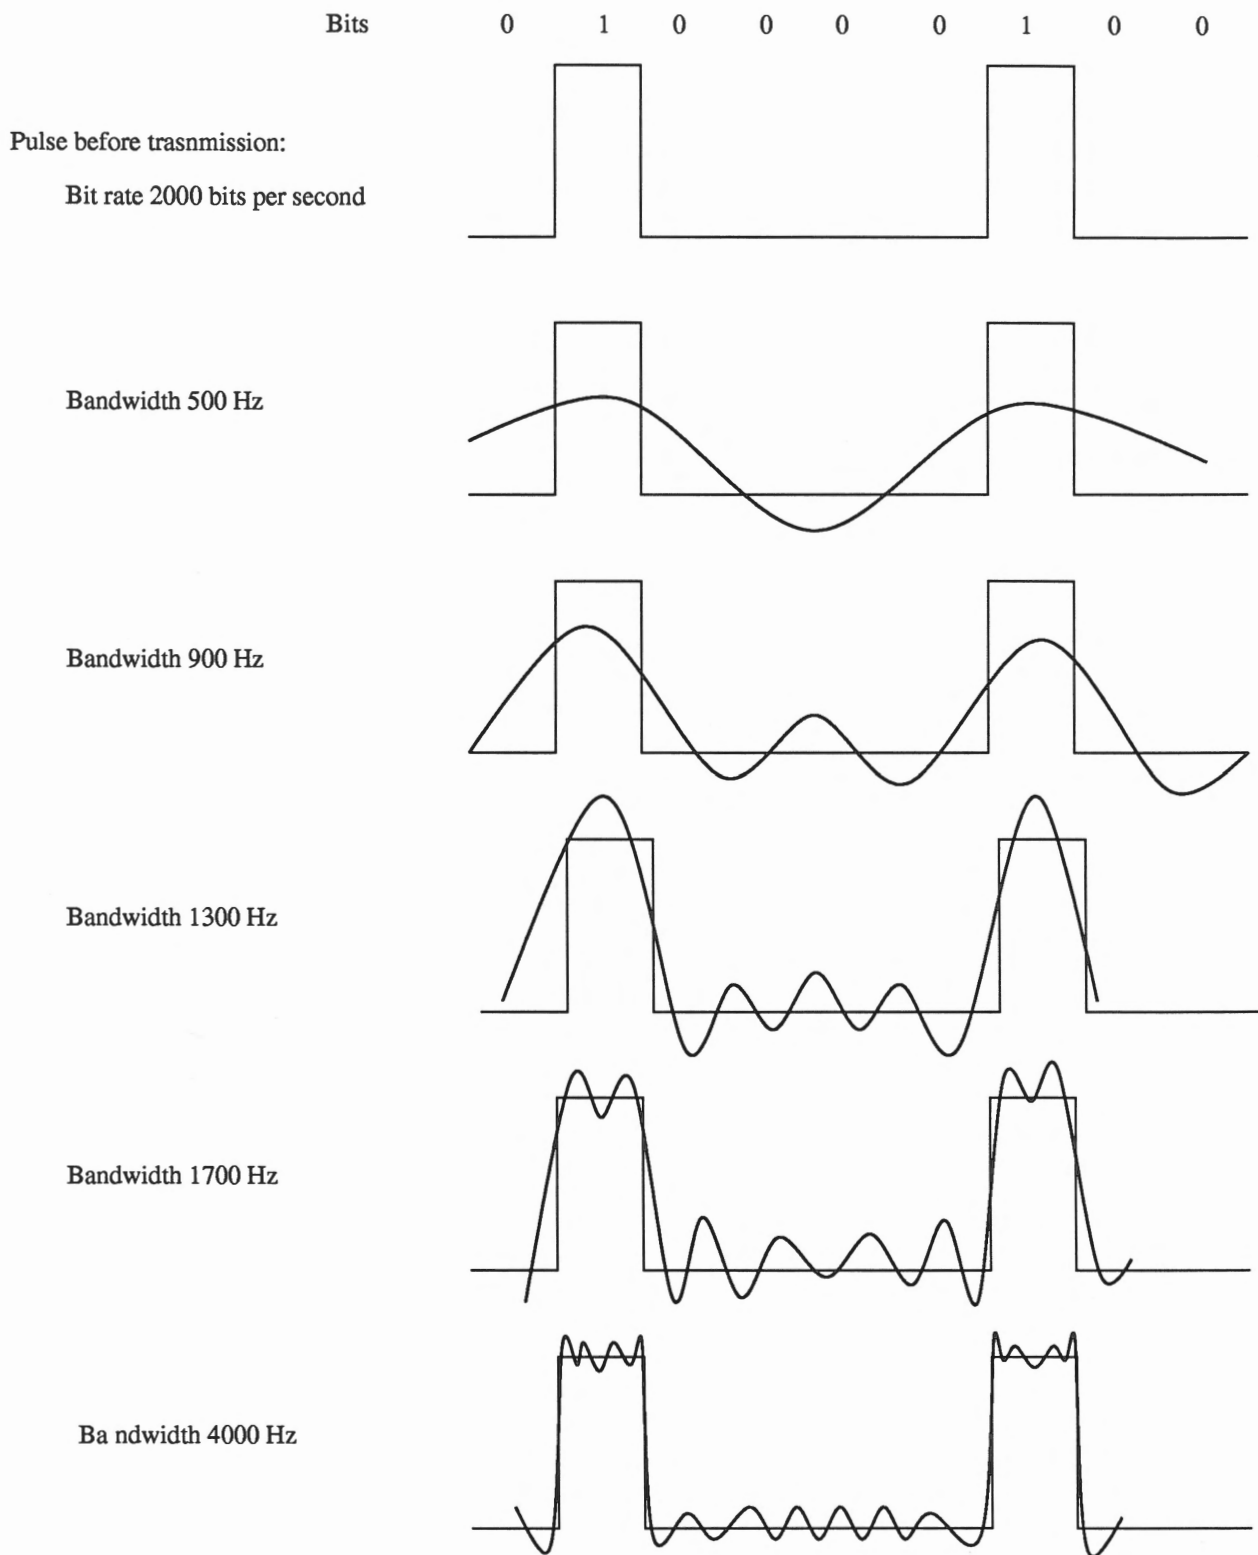 Bits 0 1 0 0 0 0 1 0 0
Pulse before trasnmission:
Bit rate 2000 bits per second
Bandwidth 500 Hz
Bandwidth 900 Hz
Bandwidth 1300 Hz
Bandwidth 1700 Hz
Ba ndwidth 4000 Hz